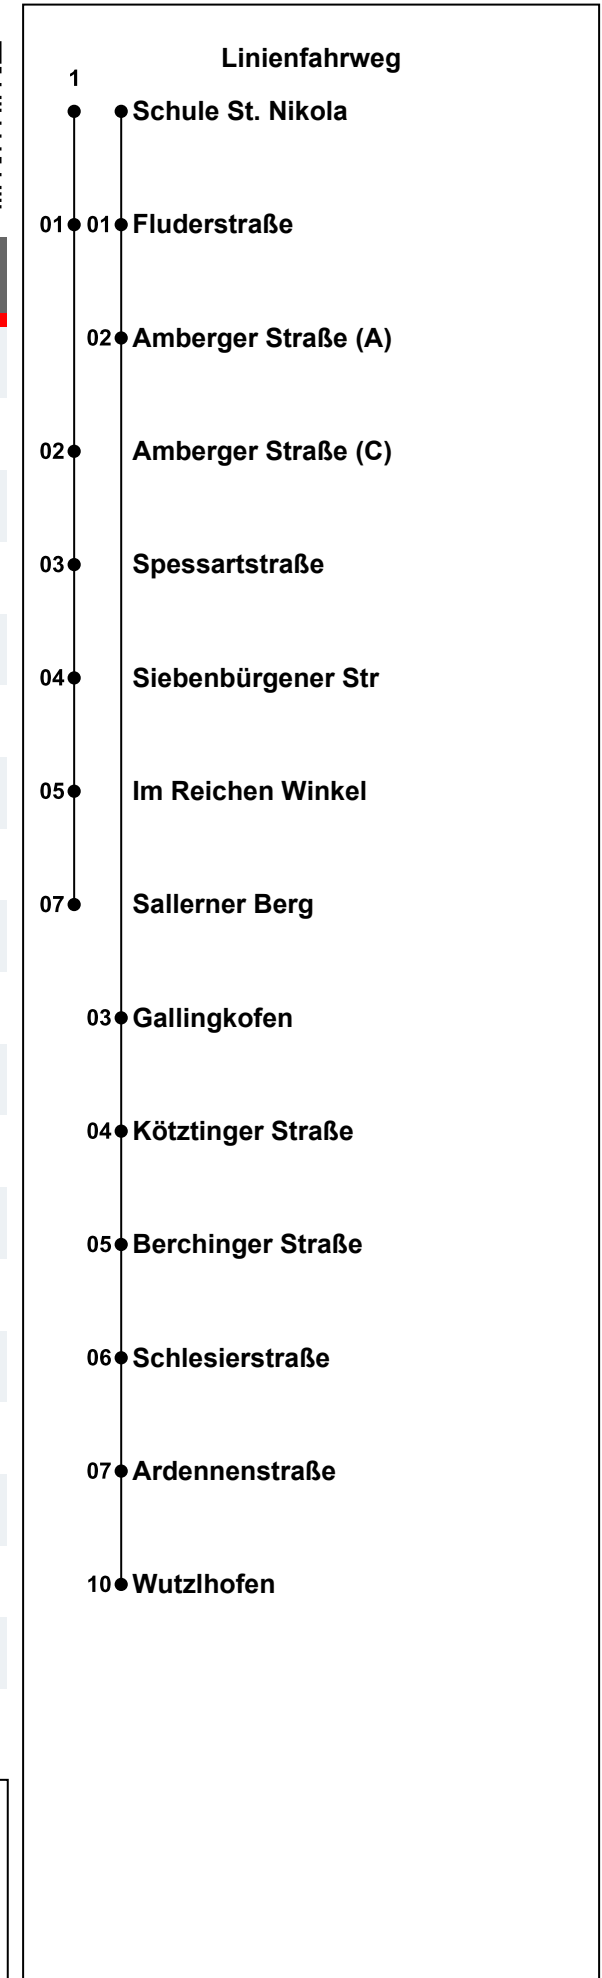 Linienfahrweg
1
Schule St. Nikola
01 01 Fluderstraße
02 Amberger Straße (A)
02 Amberger Straße (C)
03 Spessartstraße
04 Siebenbürgener Str
05 Im Reichen Winkel
07 Sallerner Berg
03 Gallingkofen
04 Kötztinger Straße
05 Berchinger Straße
06 Schlesierstraße
07 Ardennenstraße
10 Wutzlhofen